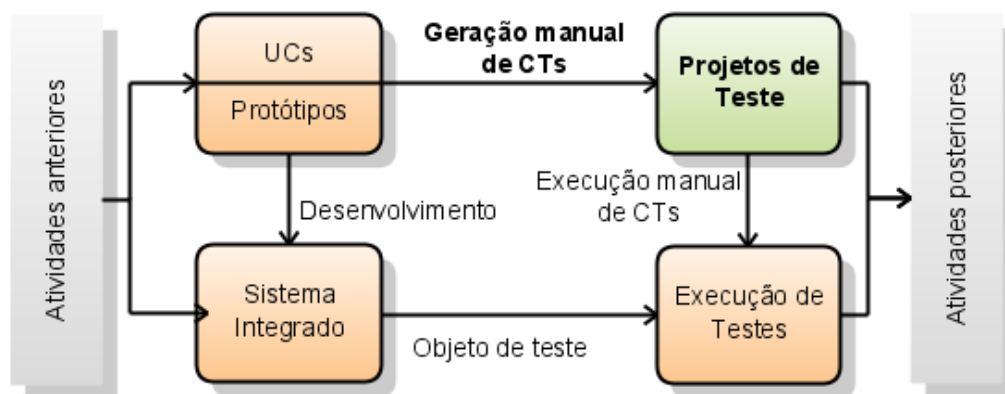 Atividades anteriores
UCs
Protótipos
Geração manual
de CTs
Projetos de
Teste
Desenvolvimento
Execução manual
de CTs
Sistema
Integrado
Objeto de teste
Execução de
Testes
Atividades posteriores